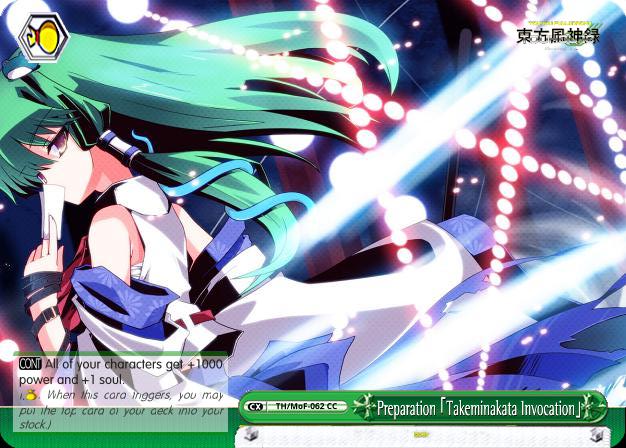 東方風神録
CONT All of your characters get +1000
power and +1 soul.
( : When this card triggers, you may
put the top card of your deck into your
stock.)
CX TH/MoF-062 CC Preparation「Takeminakata Invocation」